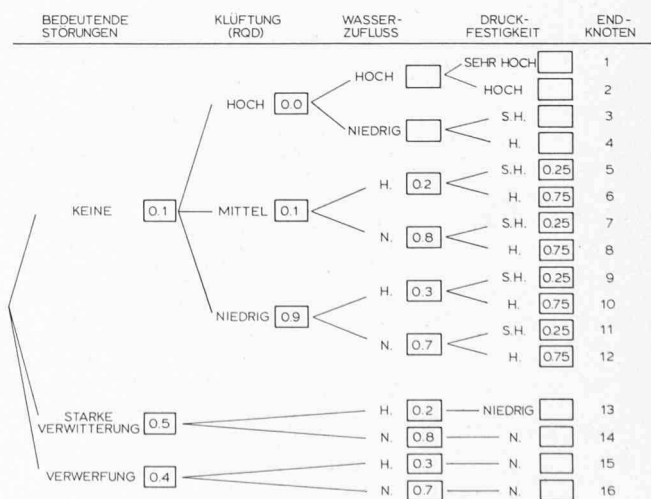 BEDEUTENDE STÖRUNGEN KLÜFTUNG (RQD) WASSER-ZUFLUSS DRUCK-FESTIGKEIT END-KNOTEN
SEHR HOCH 1
HOCH
HOCH 2
HOCH 0.0
S.H. 3
NIEDRIG
H. 4
S.H. 0.25 5
H. 0.2
H. 0.75 6
KEINE 0.1 MITTEL 0.1
S.H. 0.25 7
N. 0.8
H. 0.75 8
S.H. 0.25 9
H. 0.3
H. 0.75 10
NIEDRIG 0.9
S.H. 0.25 11
N. 0.7
H. 0.75 12
H. 0.2 NIEDRIG 13
STARKE VERWITTERUNG 0.5
N. 0.8 N. 14
H. 0.3 N. 15
VERWERFUNG 0.4
N. 0.7 N. 16